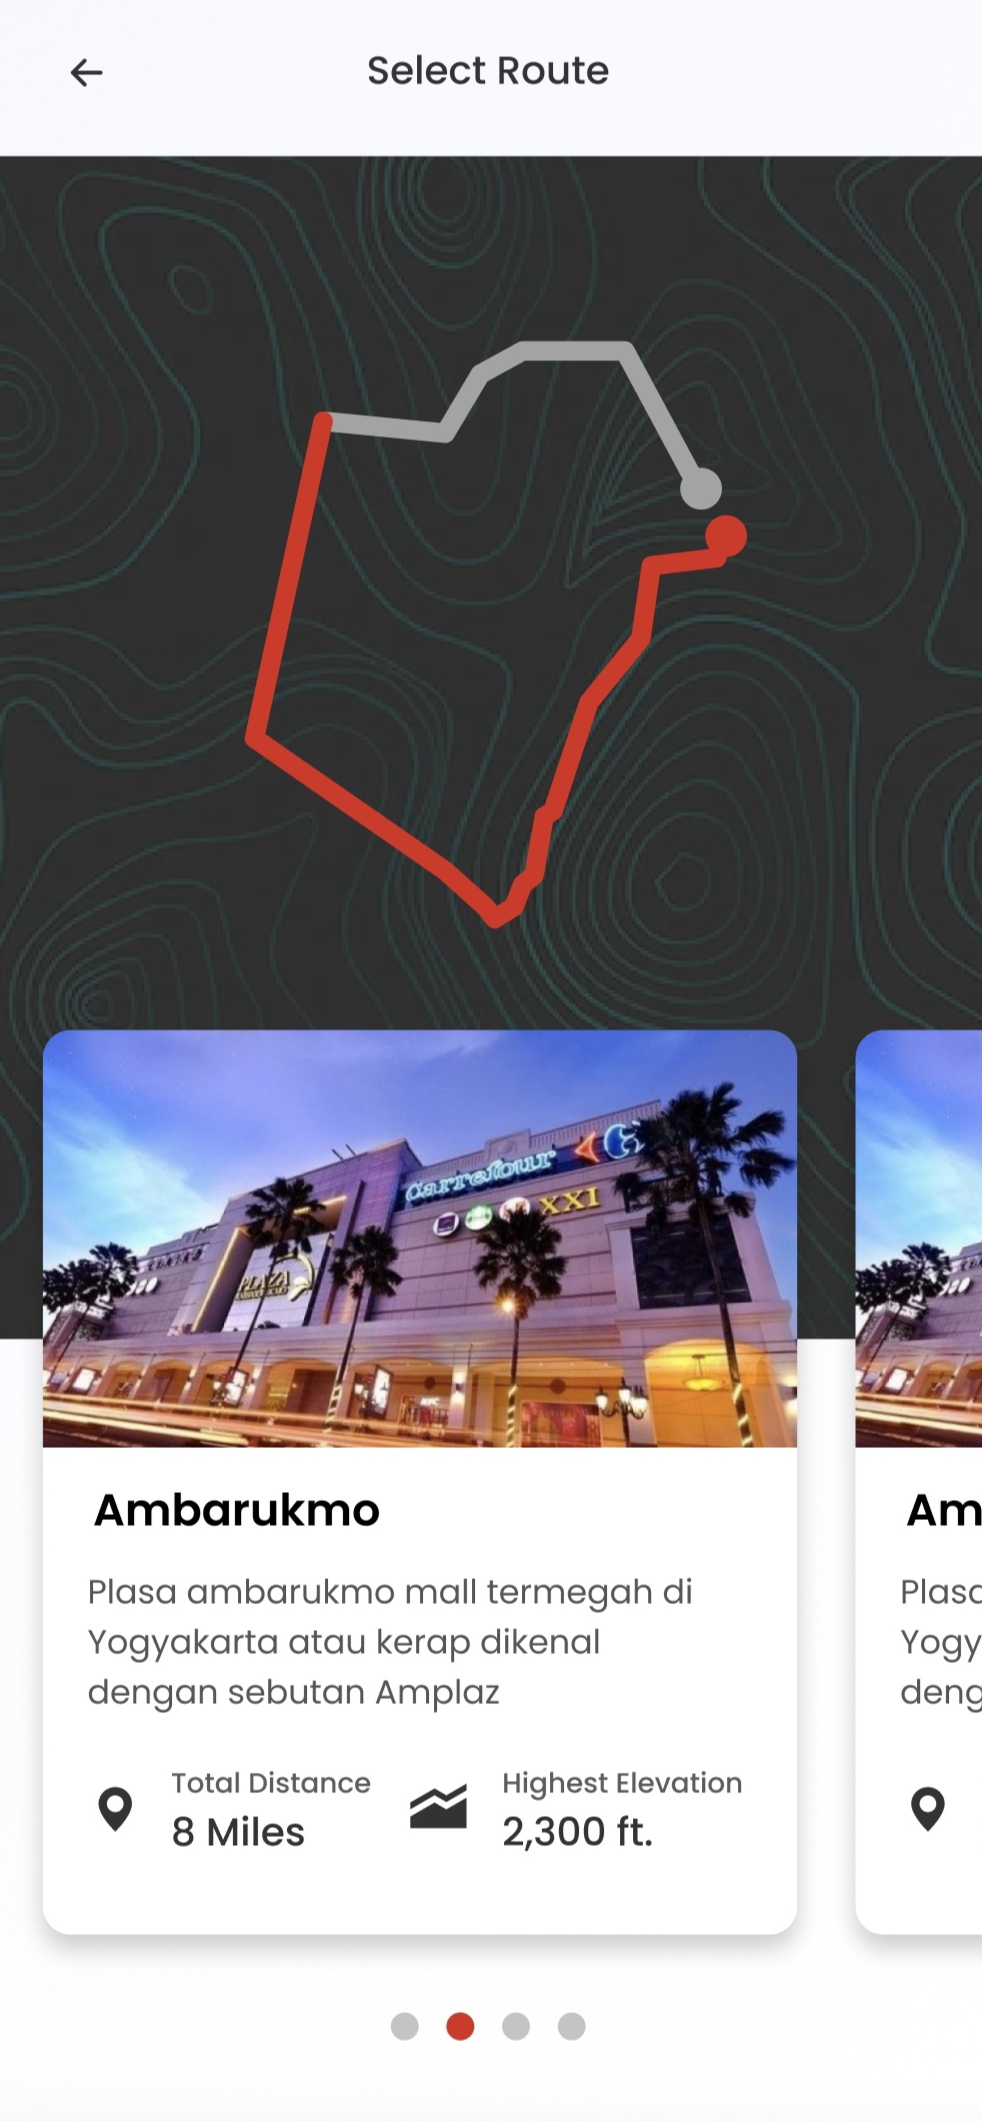 Select Route
Carrefour
XXI
PLAZA
Ambarukmo
Am
Plasa ambarukmo mall termegah di
Yogyakarta atau kerap dikenal
dengan sebutan Amplaz
Plasa
Yogy
deng
Total Distance
8 Miles
Highest Elevation
2,300 ft.